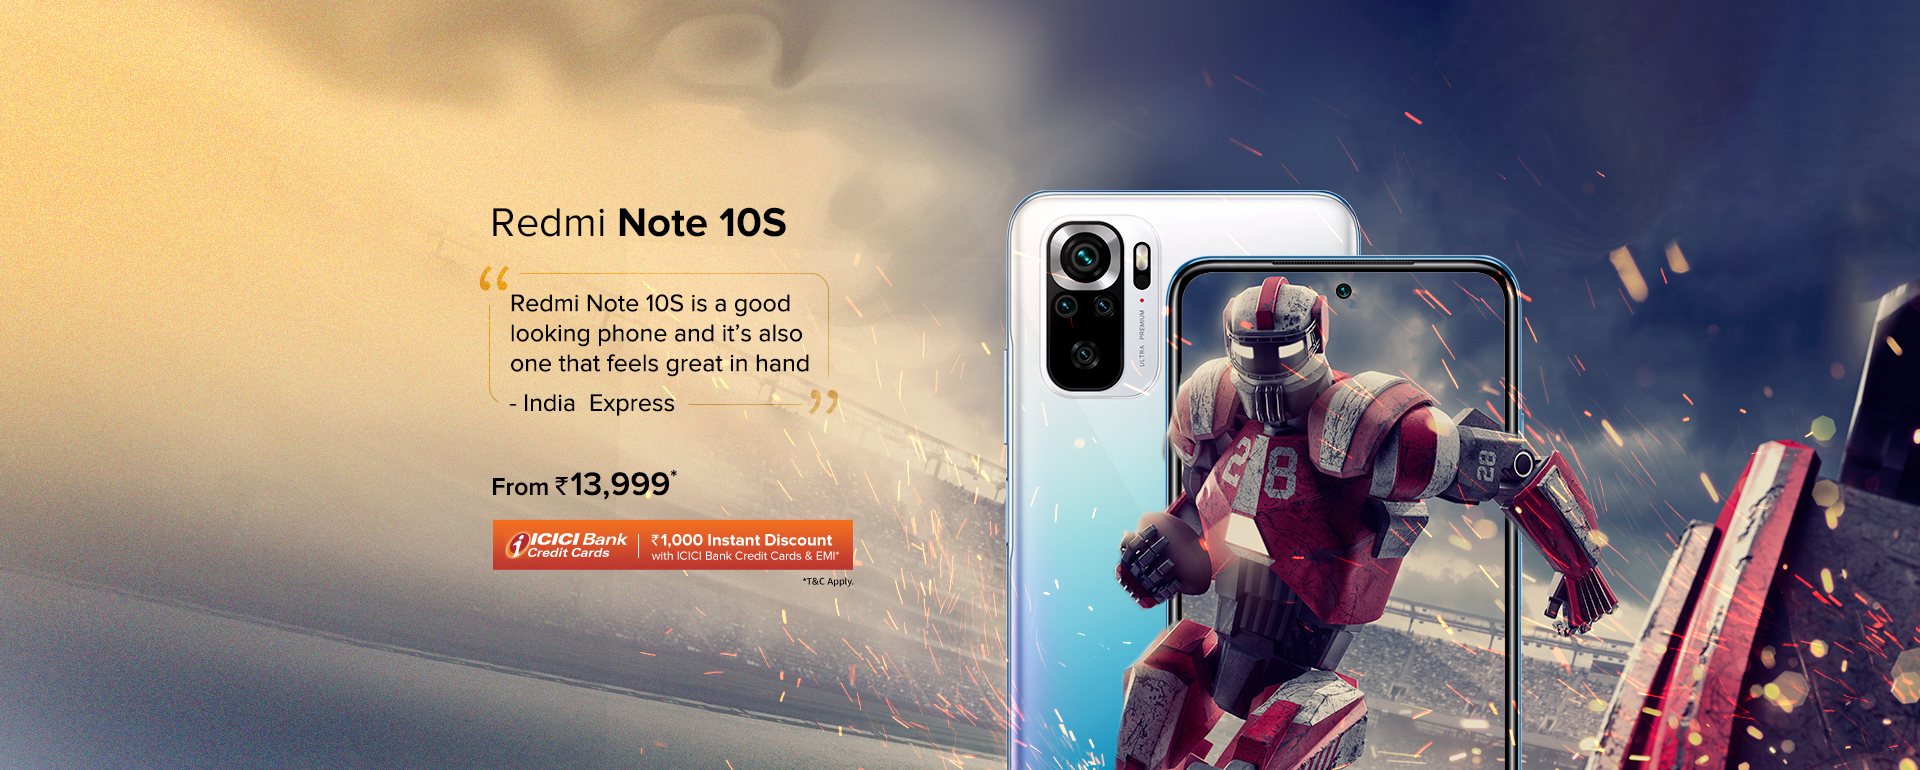 Redmi Note 10S
“
Redmi Note 10S is a good
looking phone and it’s also
one that feels great in hand
- India Express
”
From ₹13,999*
ICICI Bank
Credit Cards
₹1,000 Instant Discount
with ICICI Bank Credit Cards & EMI*
*T&C Apply.
ULTRA PREMIUM
28
28